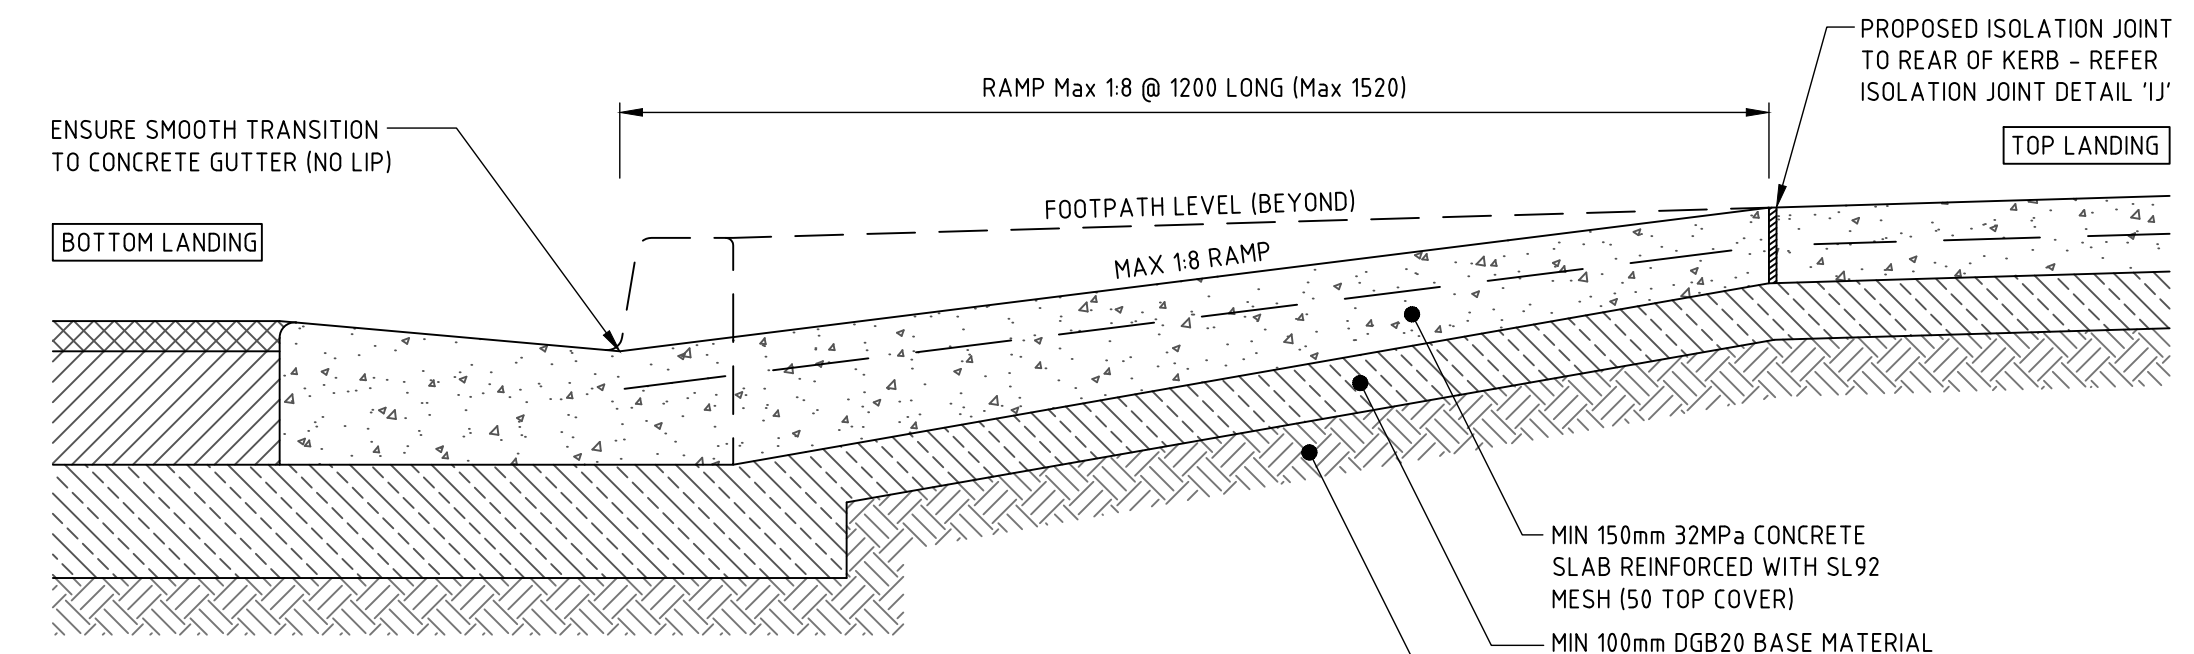 PROPOSED ISOLATION JOINT
TO REAR OF KERB - REFER
ISOLATION JOINT DETAIL 'IJ'
RAMP Max 1:8 @ 1200 LONG (Max 1520)
ENSURE SMOOTH TRANSITION
TO CONCRETE GUTTER (NO LIP)
TOP LANDING
FOOTPATH LEVEL (BEYOND)
BOTTOM LANDING
MAX 1:8 RAMP
MIN 150mm 32MPa CONCRETE
SLAB REINFORCED WITH SL92
MESH (50 TOP COVER)
MIN 100mm DGB20 BASE MATERIAL